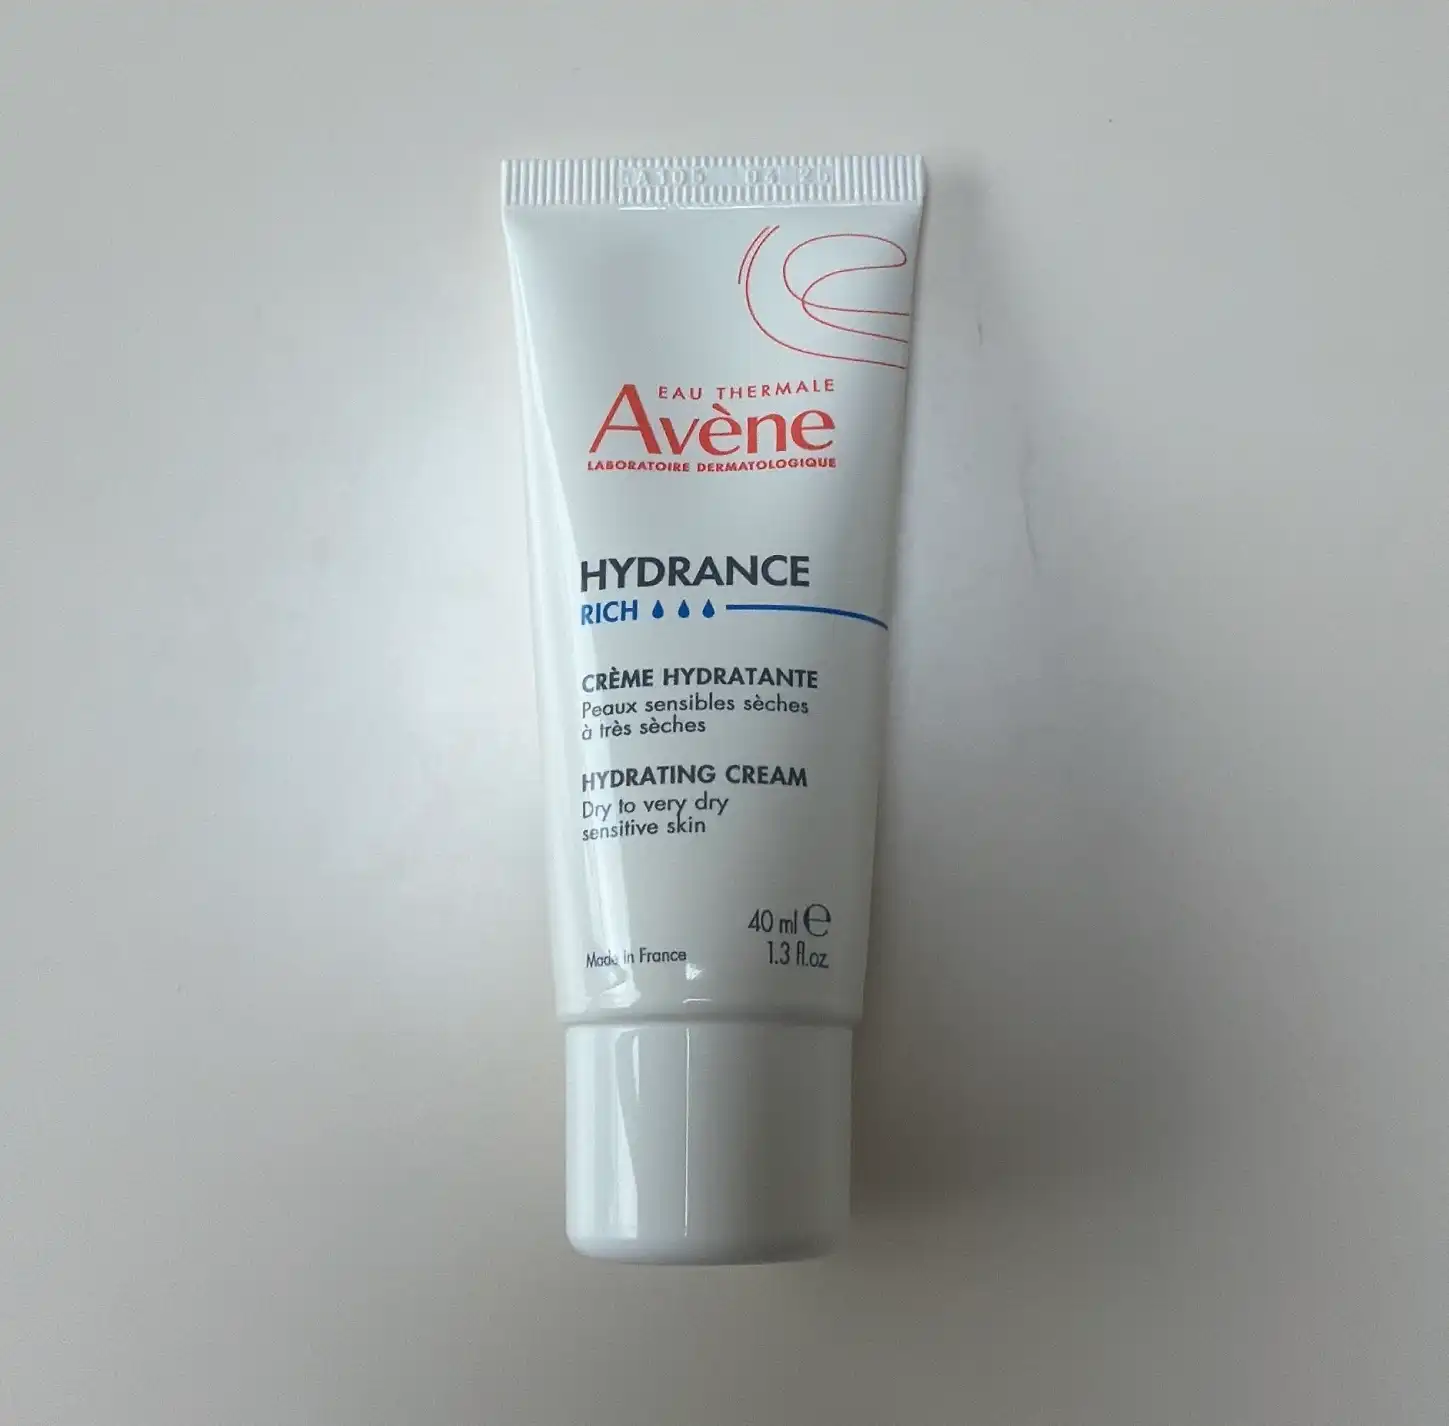 EAU THERMALE
Avène
LABORATOIRE DERMATOLOGIQUE
HYDRANCE
RICH
CRÈME HYDRATANTE
Peaux sensibles sèches
à très sèches
HYDRATING CREAM
Dry to very dry
sensitive skin
40 ml e
Made in France
1.3 fl.oz